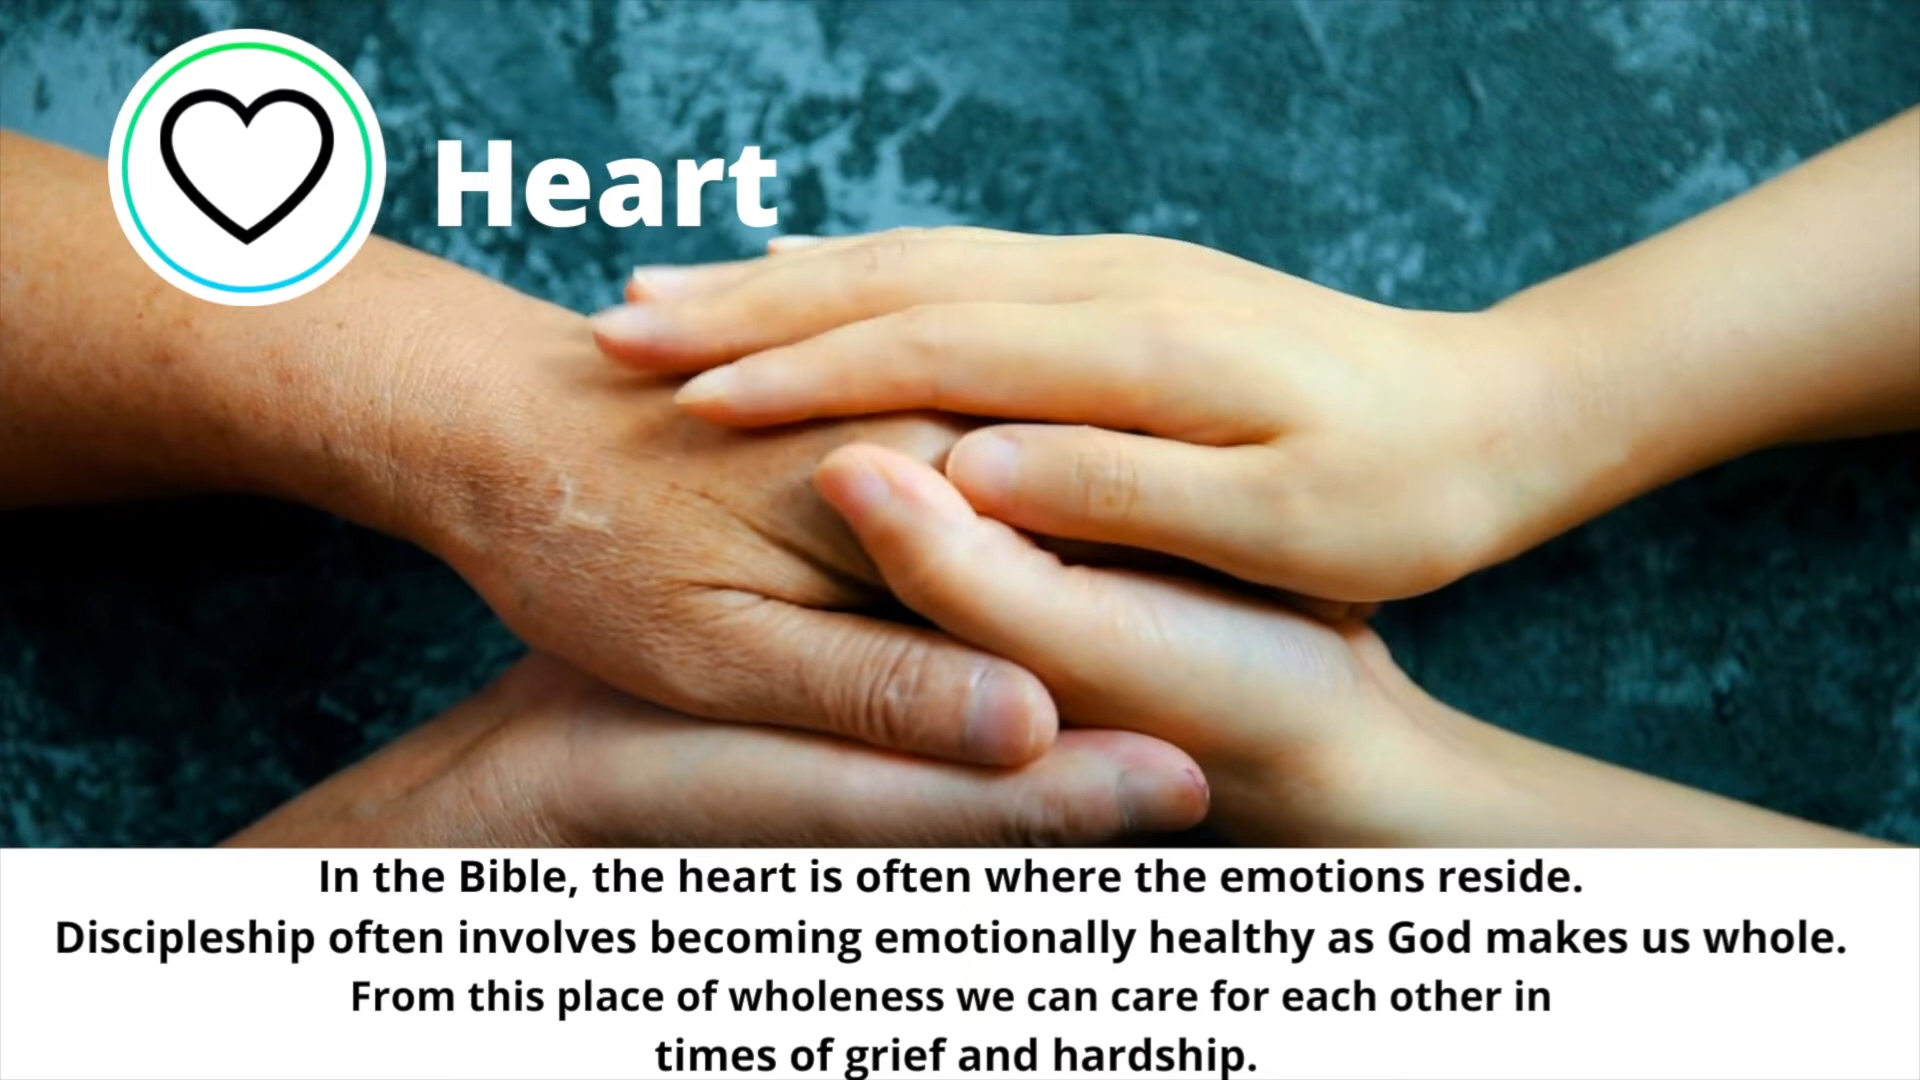 Heart
In the Bible, the heart is often where the emotions reside.
Discipleship often involves becoming emotionally healthy as God makes us whole.
From this place of wholeness we can care for each other in
times of grief and hardship.